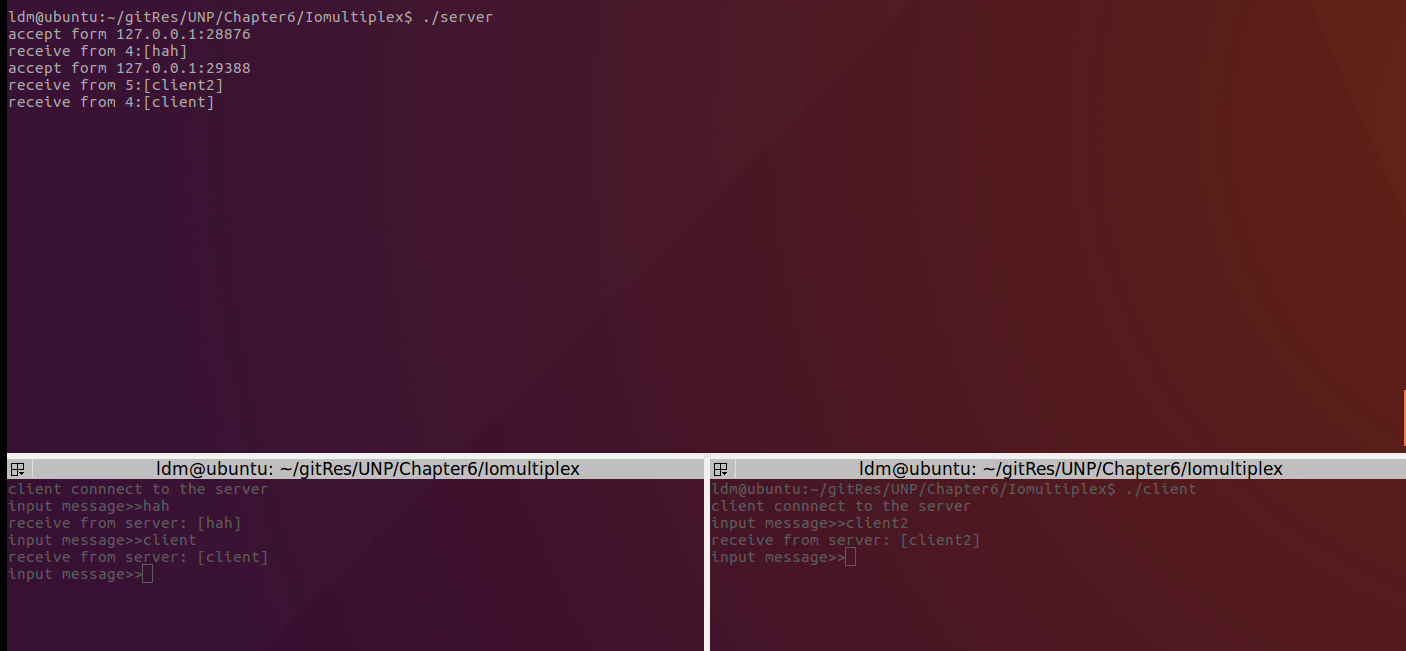 ldm@ubuntu:~/gitRes/UNP/Chapter6/Iomultiplex$ ./server
accept form 127.0.0.1:28876
receive from 4:[hah]
accept form 127.0.0.1:29388
receive from 5:[client2]
receive from 4:[client]
ldm@ubuntu: ~/gitRes/UNP/Chapter6/Iomultiplex
client connnect to the server
input message>>hah
receive from server: [hah]
input message>>client
receive from server: [client]
input message>>
ldm@ubuntu: ~/gitRes/UNP/Chapter6/Iomultiplex
ldm@ubuntu:~/gitRes/UNP/Chapter6/Iomultiplex$ ./client
client connnect to the server
input message>>client2
receive from server: [client2]
input message>>